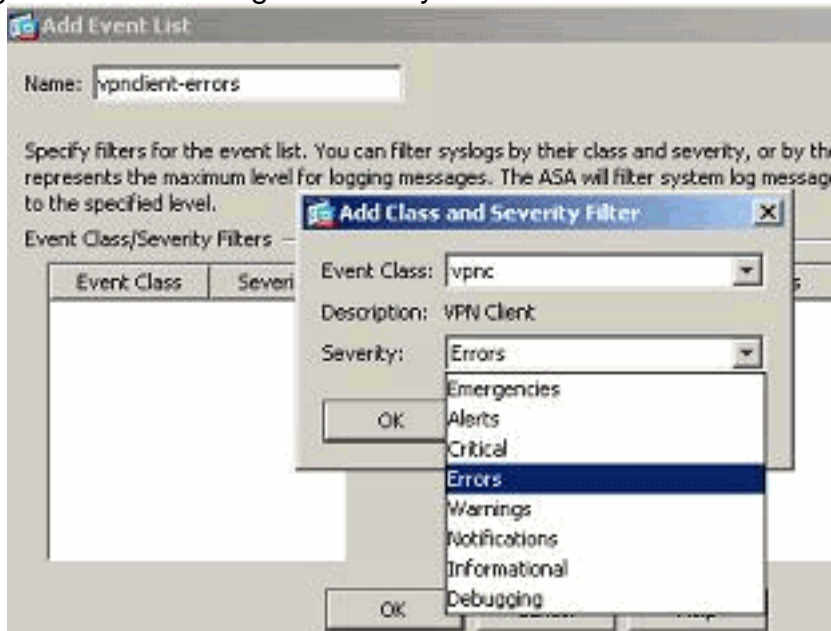 Add Event List
Name: vpnclient-errors
Specify filters for the event list. You can filter syslogs by their class and severity, or by the
represents the maximum level for logging messages. The ASA will filter system log message
to the specified level.
Event Class/Severity Filters
Event Class Severi
Add Class and Severity Filter
Event Class: vpnc
Description: VPN Client
Severity: Errors
Emergencies
Alerts
Critical
Errors
Warnings
Notifications
Informational
Debugging
OK
OK